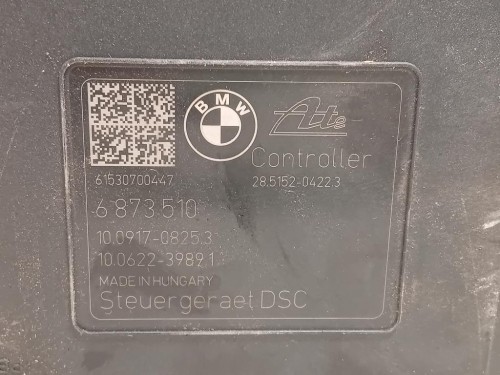 BMW
Ate
Controller
61530700447
28.5152-0422.3
6 873 510
10.0917-0825.3
10.0622-3989.1
MADE IN HUNGARY
Steuergeraet DSC